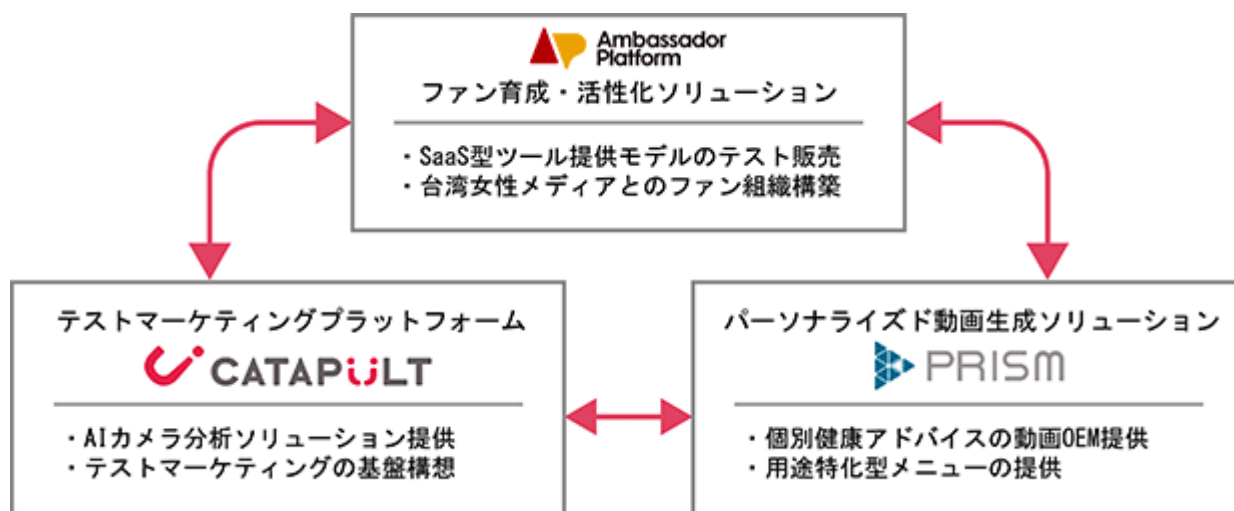 Ambassador
Platform
ファン育成・活性化ソリューション
・SaaS型ツール提供モデルのテスト販売
・台湾女性メディアとのファン組織構築
テストマーケティングプラットフォーム
CATAPULT
・AIカメラ分析ソリューション提供
・テストマーケティングの基盤構想
パーソナライズド動画生成ソリューション
PRISM
・個別健康アドバイスの動画OEM提供
・用途特化型メニューの提供